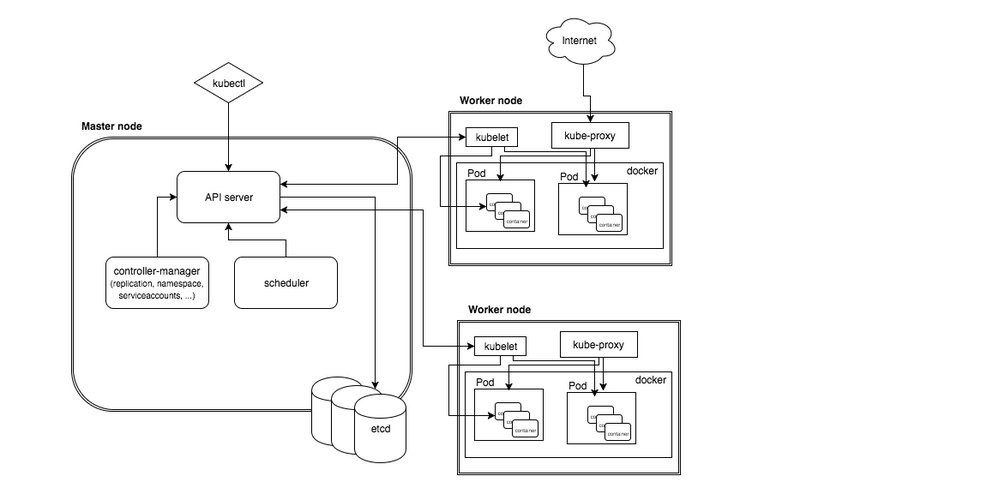 Internet
kubectl
Worker node
Master node
kubelet
kube-proxy
docker
Pod
Pod
container
container
API server
controller-manager
(replication, namespace,
serviceaccounts, ...)
scheduler
Worker node
kubelet
kube-proxy
docker
Pod
Pod
container
container
etcd